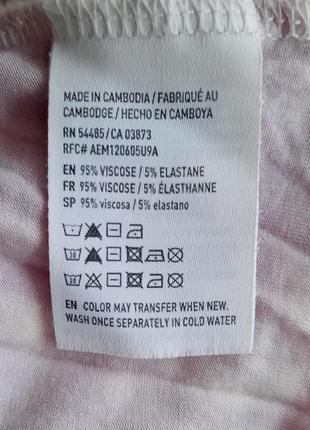 MADE IN CAMBODIA / FABRIQUÉ AU
CAMBODGE / HECHO EN CAMBOYA
RN 54485/CA 03873
RFC# AEM120605U9A
EN 95% VISCOSE / 5% ELASTANE
FR 95% VISCOSE / 5% ÉLASTHANNE
SP 95% viscosa / 5% elastano
EN COLOR MAY TRANSFER WHEN NEW.
WASH ONCE SEPARATELY IN COLD WATER